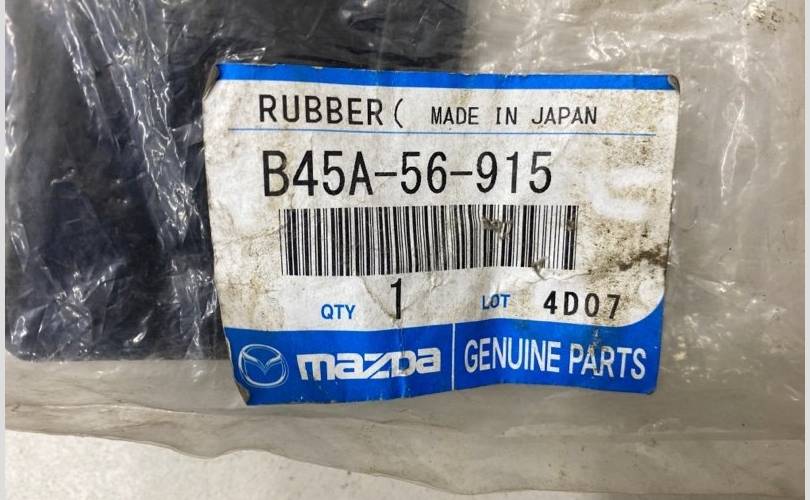 RUBBER( MADE IN JAPAN
B45A-56-915
QTY 1 LOT 4D07
mazda GENUINE PARTS